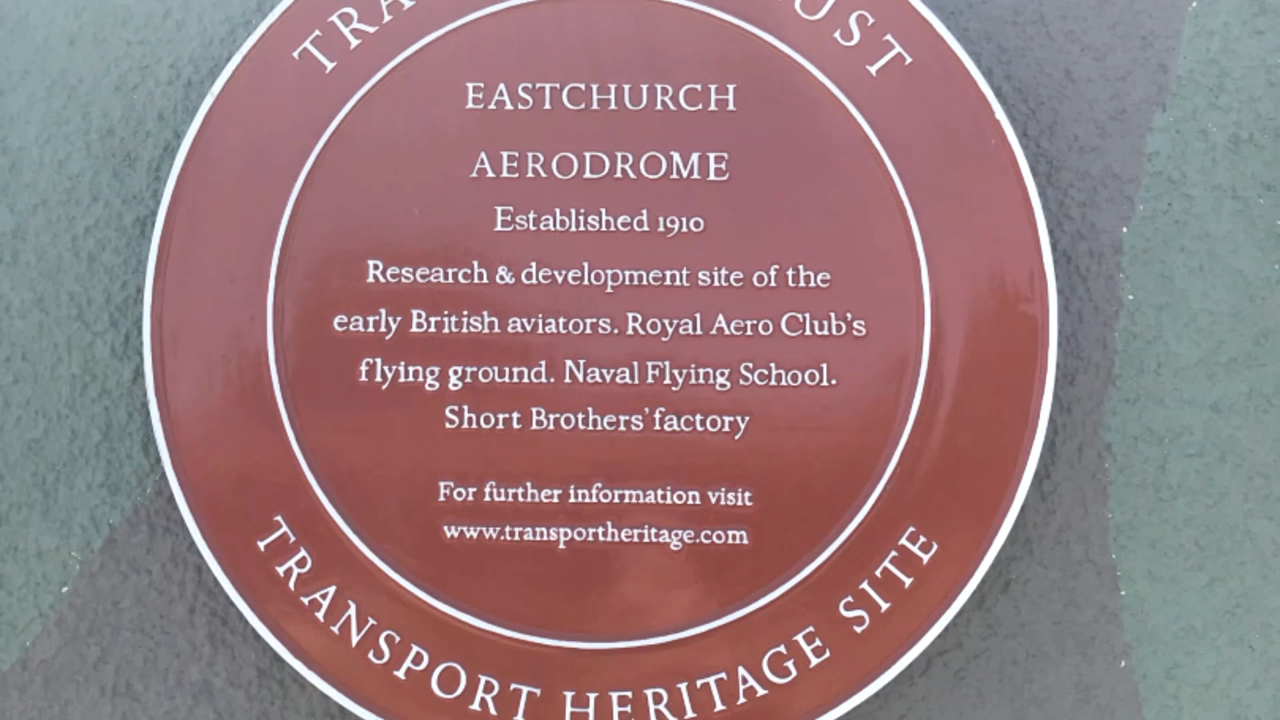 EASTCHURCH
AERODROME
Established 1910
Research & development site of the
early British aviators. Royal Aero Club's
flying ground. Naval Flying School.
Short Brothers' factory
For further information visit
www.transportheritage.com
TRANSPORT HERITAGE SITE